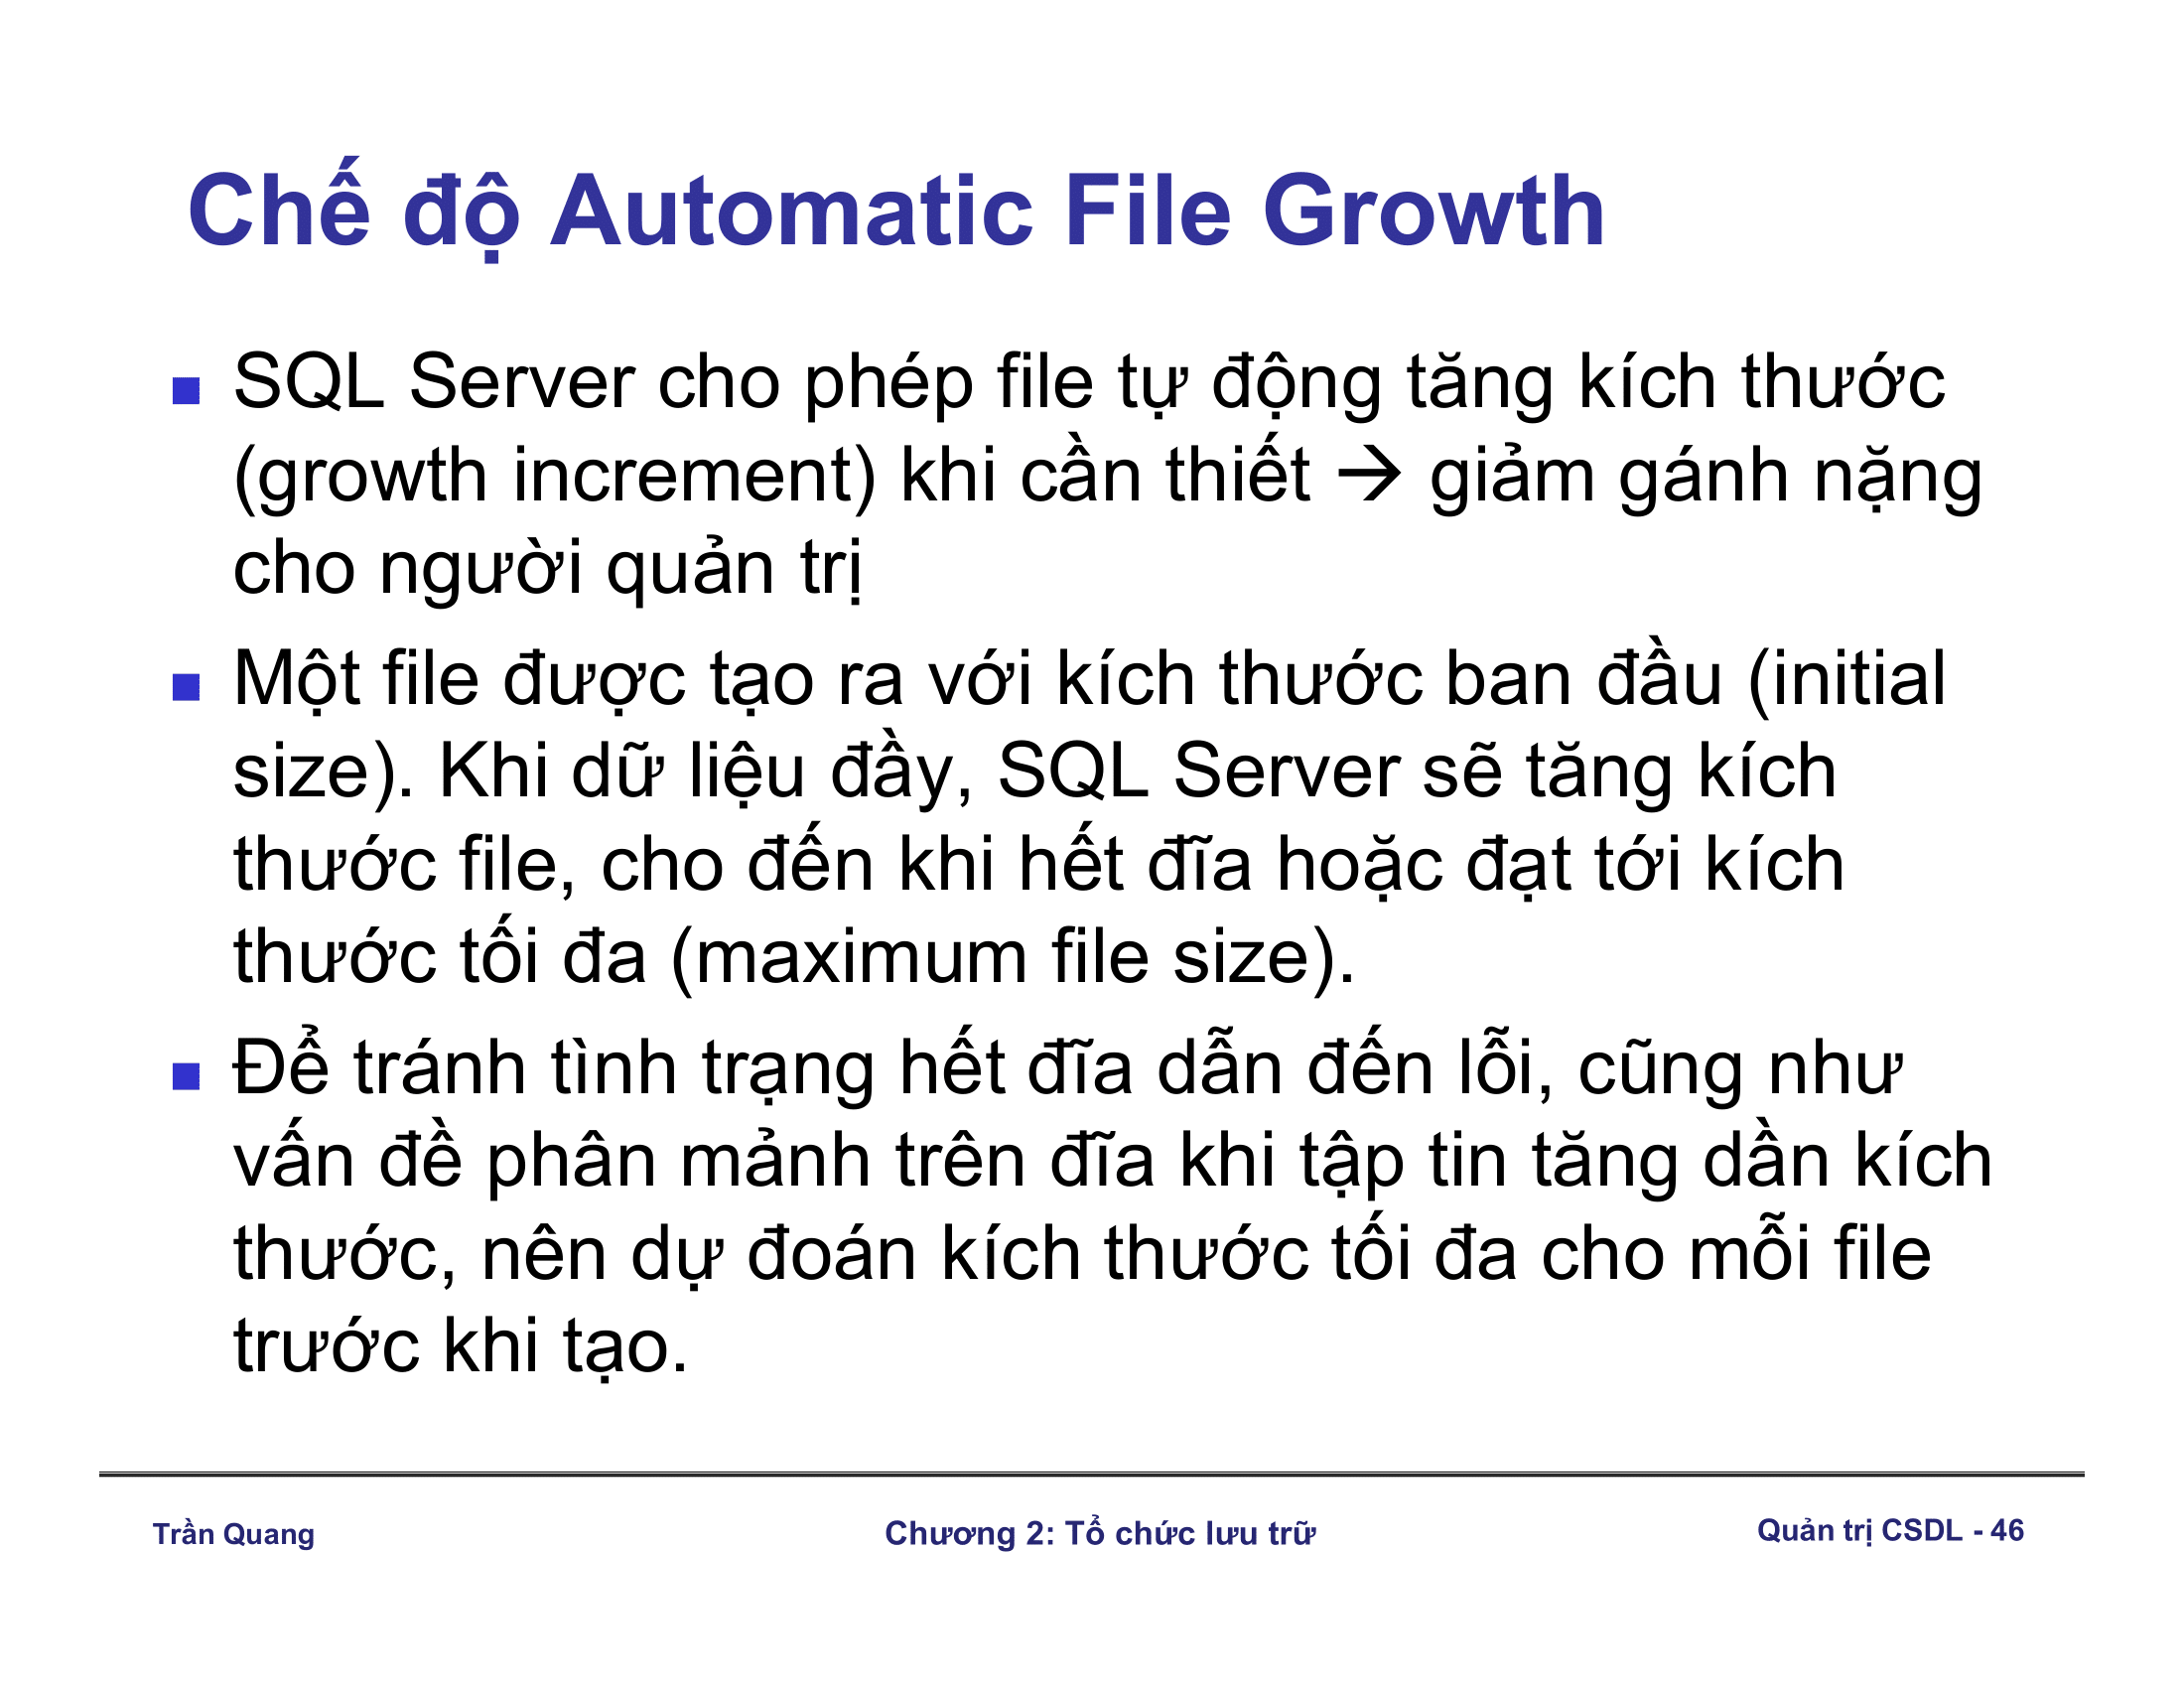 Chế độ Automatic File Growth
SQL Server cho phép file tự động tăng kích thước
(growth increment) khi cần thiết → giảm gánh nặng
cho người quản trị
Một file được tạo ra với kích thước ban đầu (initial
size). Khi dữ liệu đầy, SQL Server sẽ tăng kích
thước file, cho đến khi hết đĩa hoặc đạt tới kích
thước tối đa (maximum file size).
Để tránh tình trạng hết đĩa dẫn đến lỗi, cũng như
vấn đề phân mảnh trên đĩa khi tập tin tăng dần kích
thước, nên dự đoán kích thước tối đa cho mỗi file
trước khi tạo.
Trần Quang
Chương 2: Tổ chức lưu trữ
Quản trị CSDL - 46